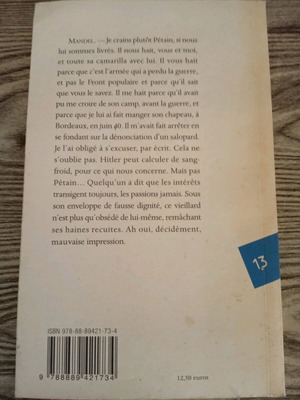 MANDEL. — Je crains plutôt Pétain, si nous
lui sommes livrés. Il nous hait, vous et moi, et
toute sa camarilla avec lui. Il vous hait
parce que c'est l'armée qui a perdu la guerre,
et pas le Front populaire et parce qu'il sait
que vous le savez. Il me hait parce qu'il avait
pu me croire de son camp, avant la guerre, et
parce que je lui ai fait manger son chapeau, à
Bordeaux, en juin 40. Il m'avait fait arrêter en
se fondant sur la dénonciation d'un salopard.
Je l'ai obligé à s'excuser, par écrit. Cela ne
s'oublie pas. Hitler peut calculer de sang-
froid, pour ce qui nous concerne. Mais pas
Pétain... Quelqu'un a dit que les intérêts
transigent toujours, les passions jamais. Sous
son enveloppe de fausse dignité, ce vieillard
n'est plus qu'obsédé de lui-même, remâchant
ses haines recuites. Ah oui, décidément,
mauvaise impression.
13
ISBN 978-88-89421-73-4
9 788889 421734
12,50 euros